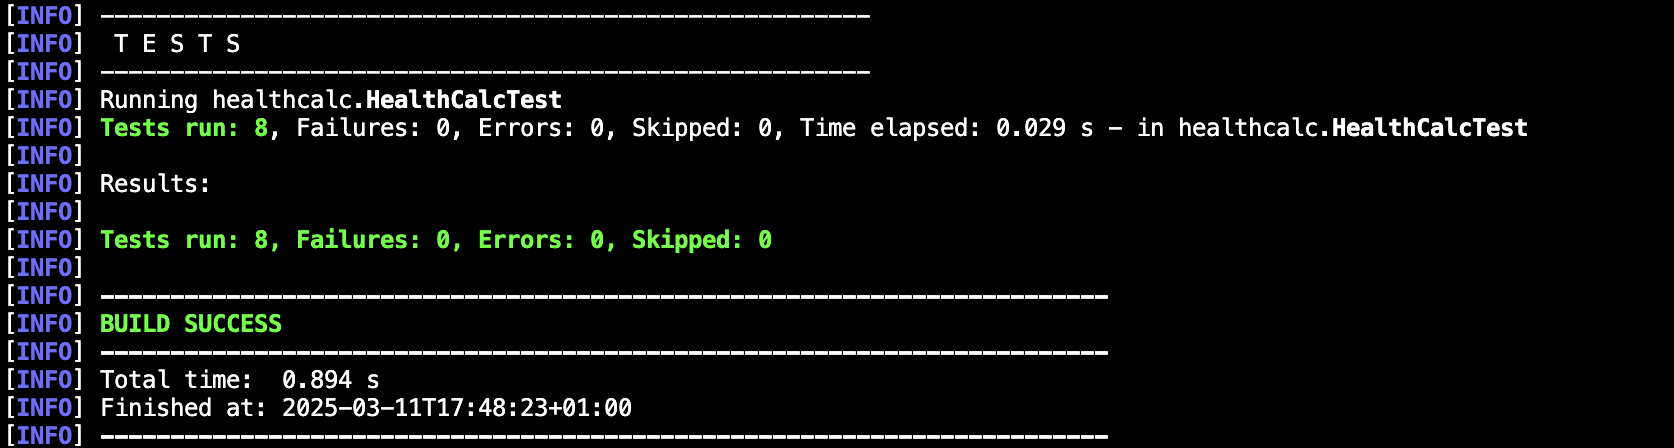 [INFO] -------------------------------------------------------
[INFO]  T E S T S
[INFO] -------------------------------------------------------
[INFO] Running healthcalc.HealthCalcTest
[INFO] Tests run: 8, Failures: 0, Errors: 0, Skipped: 0, Time elapsed: 0.029 s - in healthcalc.HealthCalcTest
[INFO]
[INFO] Results:
[INFO]
[INFO] Tests run: 8, Failures: 0, Errors: 0, Skipped: 0
[INFO]
[INFO] ------------------------------------------------------------------------
[INFO] BUILD SUCCESS
[INFO] ------------------------------------------------------------------------
[INFO] Total time:  0.894 s
[INFO] Finished at: 2025-03-11T17:48:23+01:00
[INFO] ------------------------------------------------------------------------